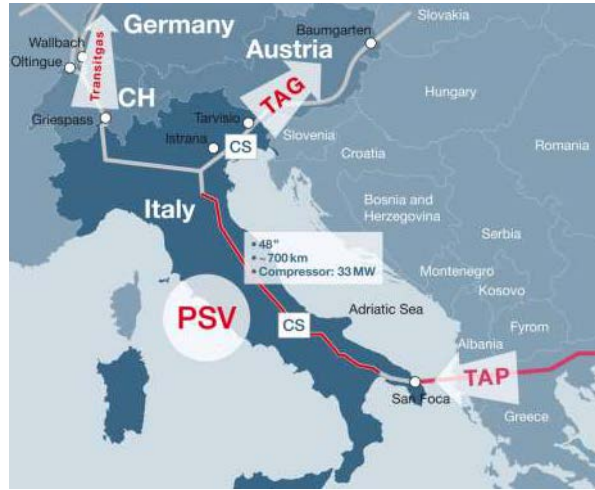 Germany
Slovakia
Wallbach
Baumgarten
Oltingue
Austria
Transitgas
CH
TAG
Hungary
Griespass
Tarvisio
Istrana
CS
Slovenia
Romania
Croatia
Italy
Bosnia and
Herzegovina
• 48"
• ~700 km
• Compressor: 33 MW
Serbia
Montenegro
Kosovo
PSV
CS
Adriatic Sea
Fyrom
Albania
TAP
San Foca
Greece